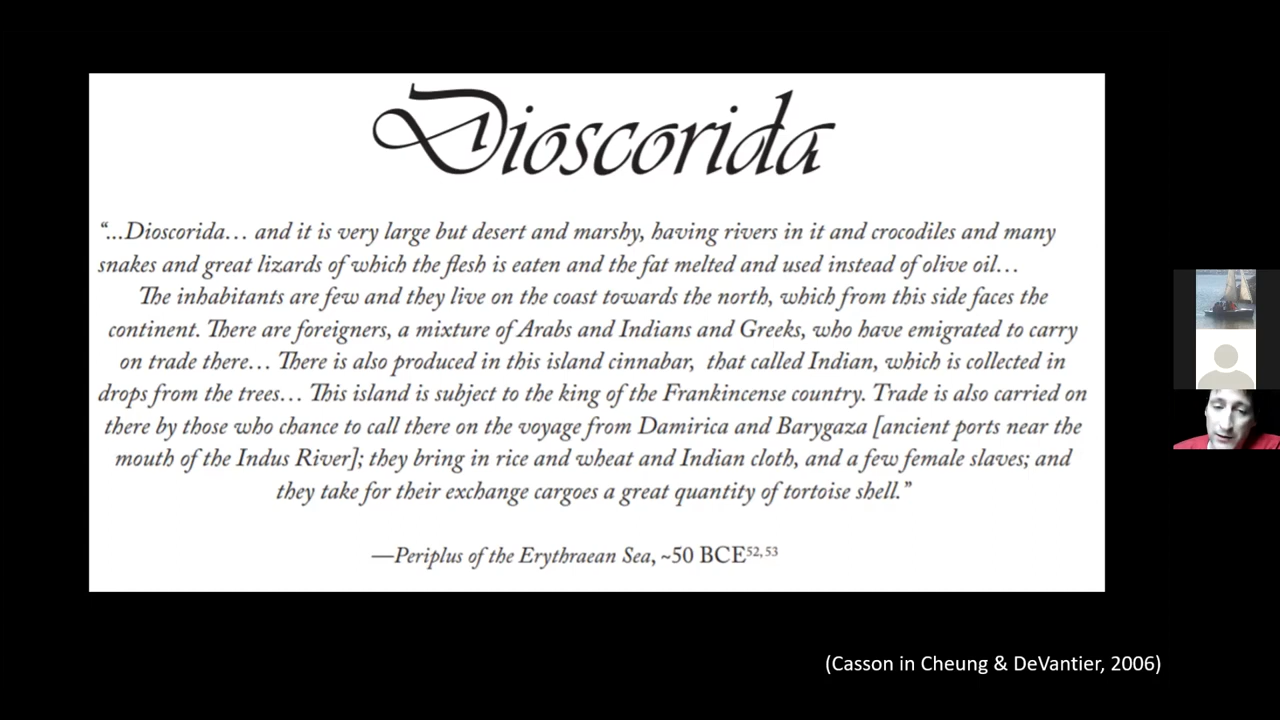 Dioscorida
“...Dioscorida… and it is very large but desert and marshy, having rivers in it and crocodiles and many
snakes and great lizards of which the flesh is eaten and the fat melted and used instead of olive oil…
The inhabitants are few and they live on the coast towards the north, which from this side faces the
continent. There are foreigners, a mixture of Arabs and Indians and Greeks, who have emigrated to carry
on trade there… There is also produced in this island cinnabar, that called Indian, which is collected in
drops from the trees… This island is subject to the king of the Frankincense country. Trade is also carried on
there by those who chance to call there on the voyage from Damirica and Barygaza [ancient ports near the
mouth of the Indus River]; they bring in rice and wheat and Indian cloth, and a few female slaves; and
they take for their exchange cargoes a great quantity of tortoise shell.”
—Periplus of the Erythraean Sea, ~50 BCE52,53
(Casson in Cheung & DeVantier, 2006)